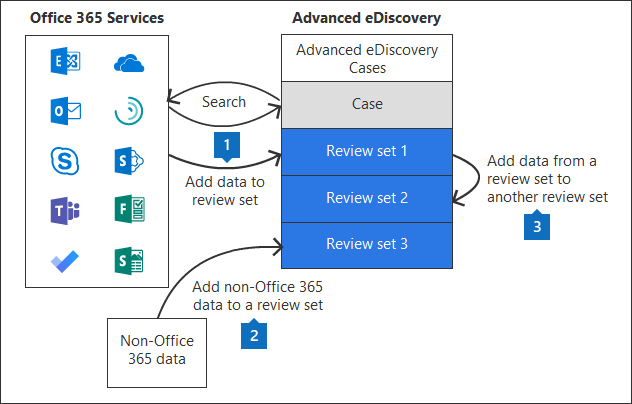 Office 365 Services
Advanced eDiscovery
Advanced eDiscovery
Cases
Search
Case
1
Review set 1
Add data to
review set
Review set 2
Add data from a
review set to
another review set
3
Review set 3
Add non-Office 365
data to a review set
2
Non-Office
365 data